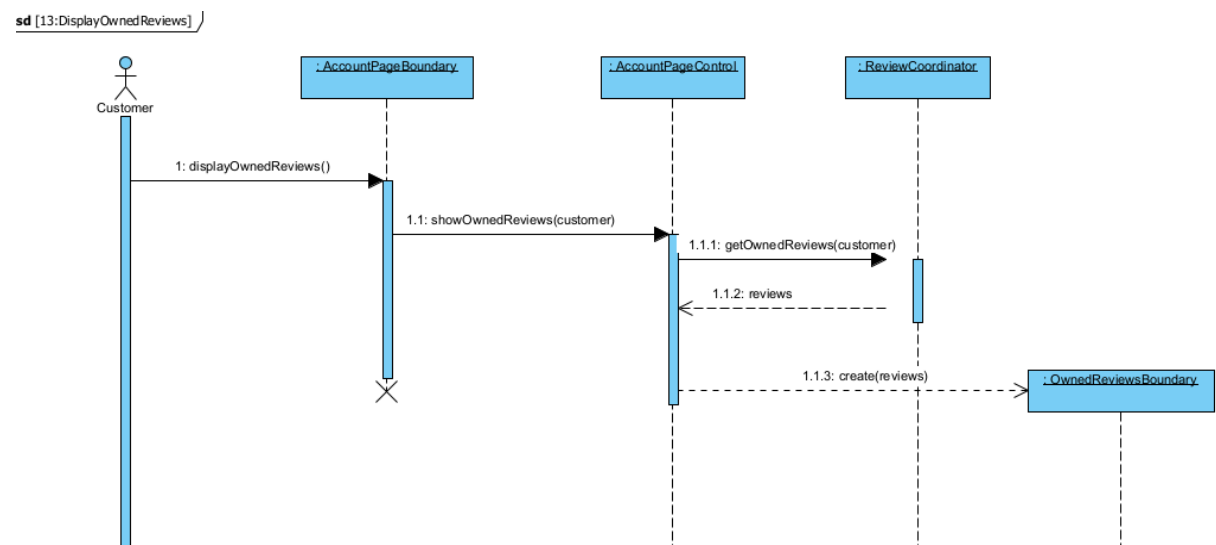 sd [13:DisplayOwnedReviews]
: AccountPageBoundary
: AccountPageControl
: ReviewCoordinator
Customer
1: displayOwnedReviews()
1.1: showOwnedReviews(customer)
1.1.1: getOwnedReviews(customer)
1.1.2: reviews
1.1.3: create(reviews)
: OwnedReviewsBoundary